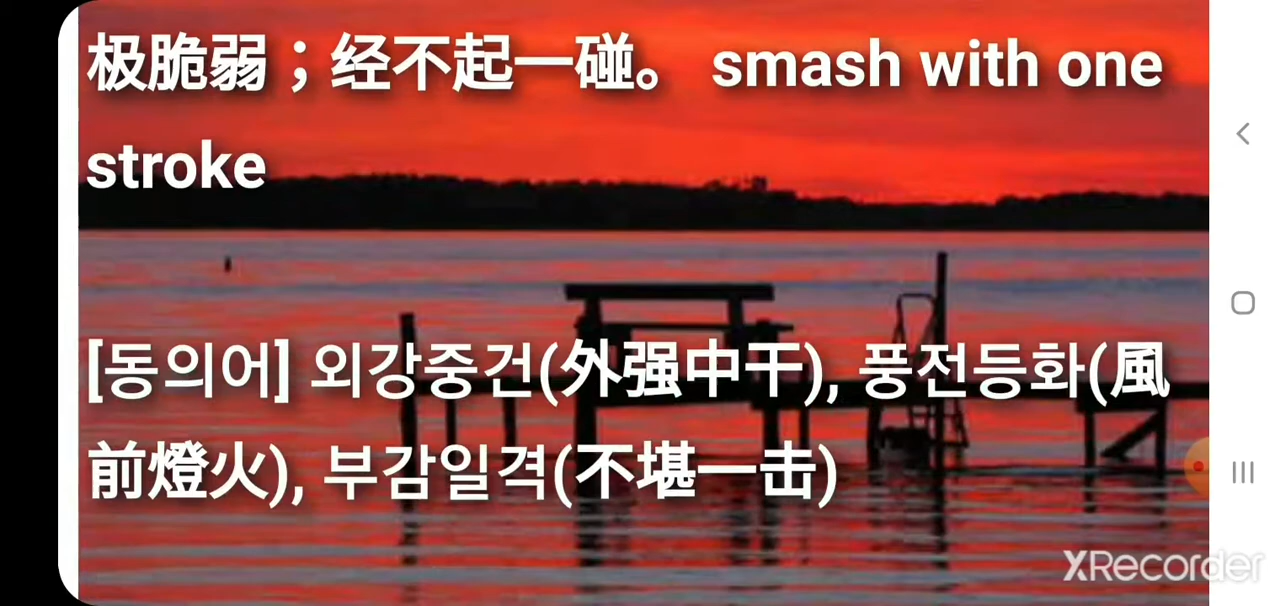 极脆弱；经不起一碰。 smash with one
stroke
[동의어] 외강중건(外强中干), 풍전등화(風
前燈火), 부감일격(不堪一击)
XRecorder